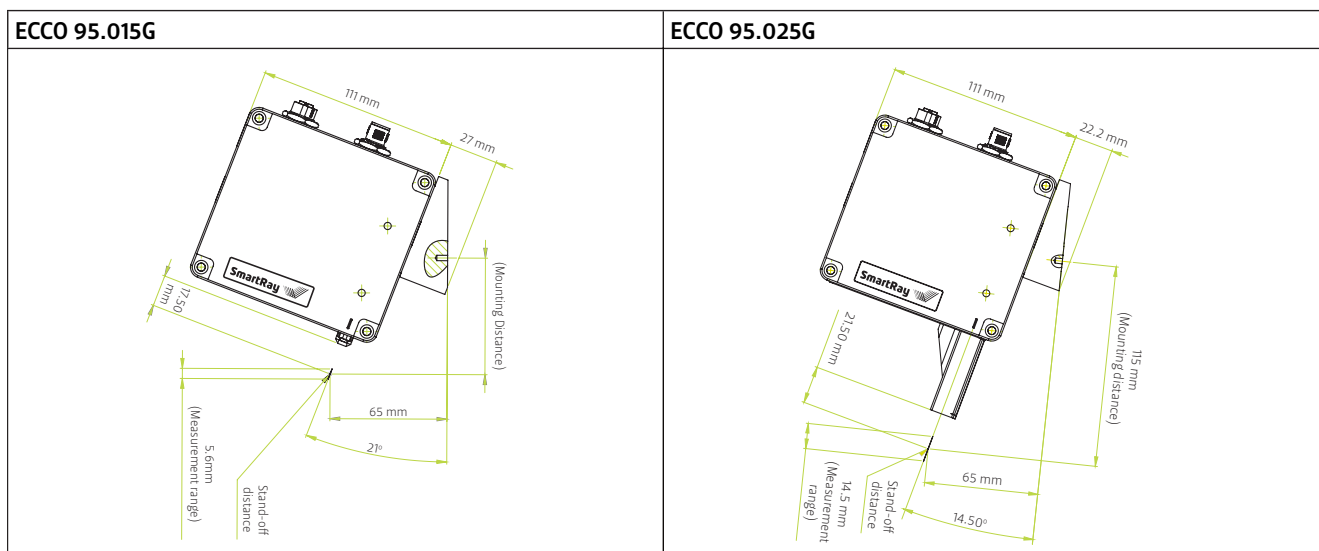 ECCO 95.015G
ECCO 95.025G
111 mm
27 mm
SmartRay
(Mounting Distance)
17.50
mm
65 mm
21º
5.6mm
(Measurement range)
Stand-off
distance
111 mm
22.2 mm
SmartRay
21.50 mm
115 mm
(Mounting distance)
65 mm
14.50º
14.5 mm
(Measurement
range)
Stand-off
distance